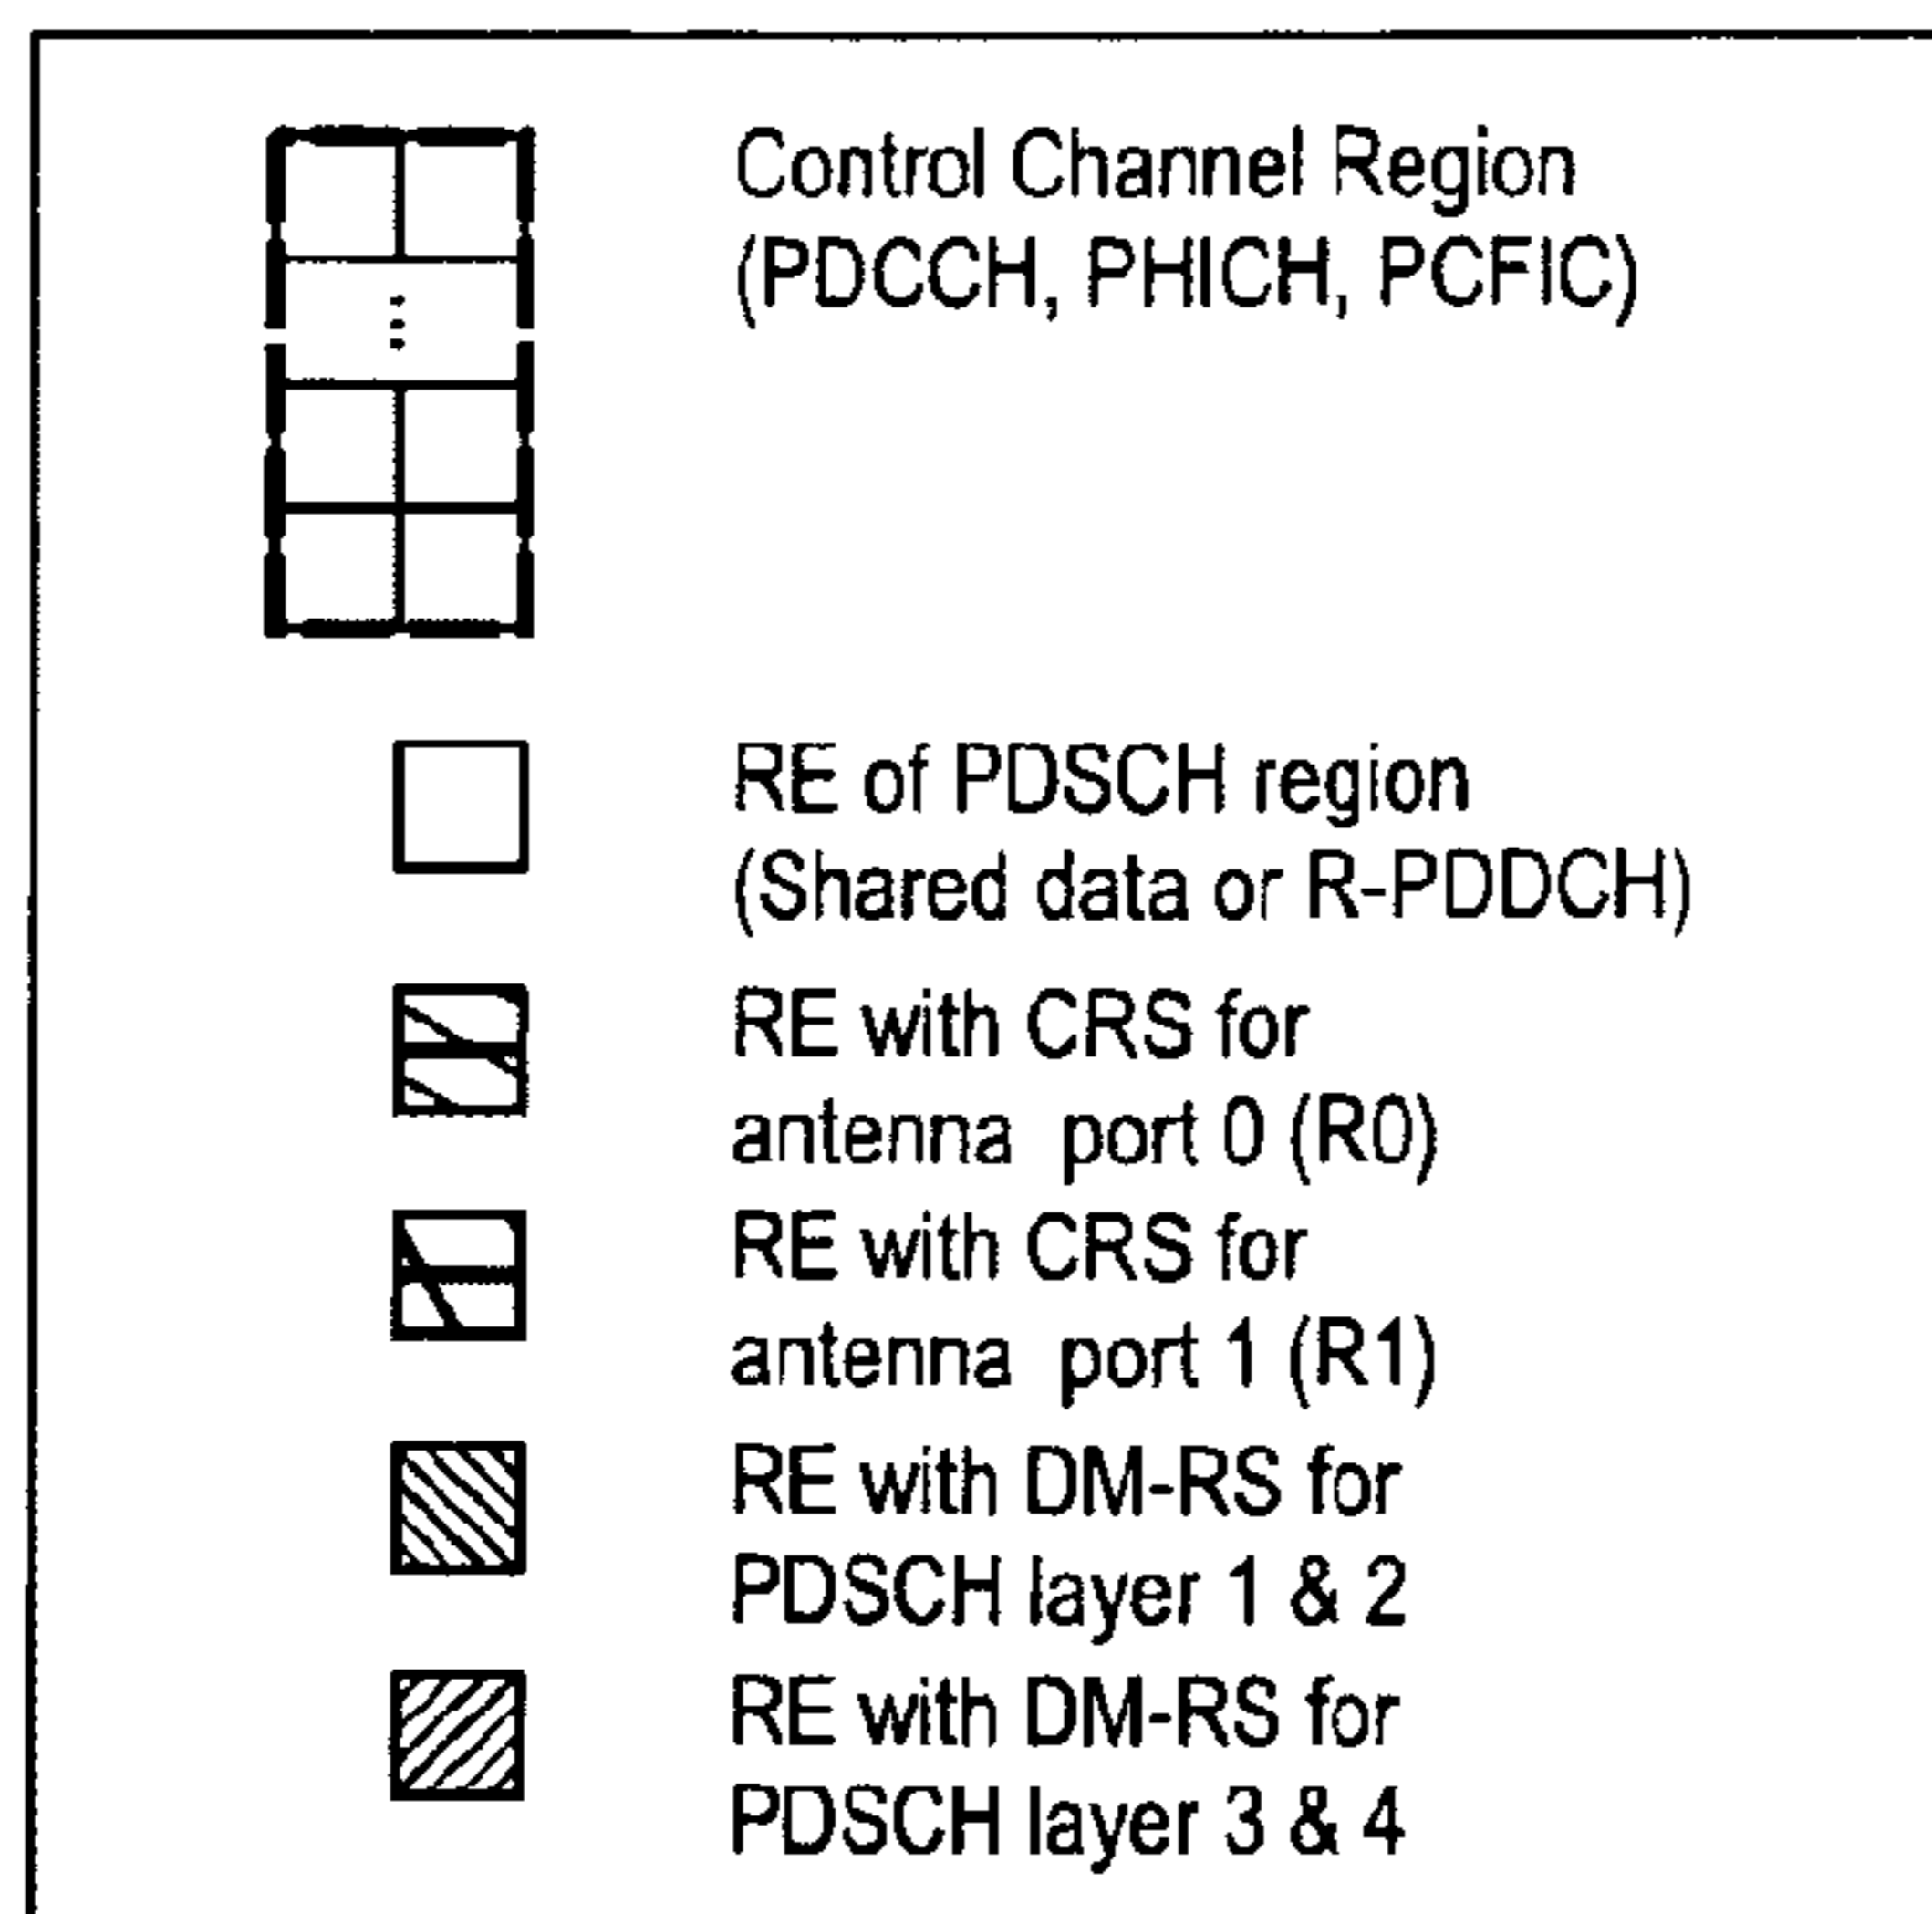 Control Channel Region
(PDCCH, PHICH, PCFIC)
RE of PDSCH region
(Shared data or R-PDDCH)
RE with CRS for
antenna port 0 (R0)
RE with CRS for
antenna port 1 (R1)
RE with DM-RS for
PDSCH layer 1 & 2
RE with DM-RS for
PDSCH layer 3 & 4